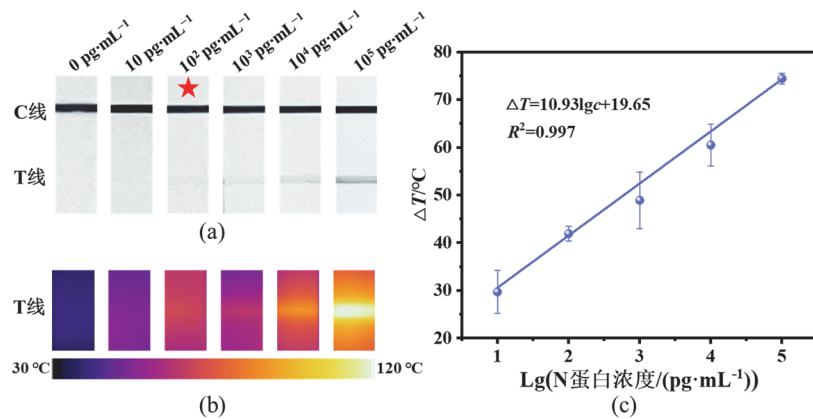 (a)
0 pg·mL⁻¹ 10 pg·mL⁻¹ 10² pg·mL⁻¹ 10³ pg·mL⁻¹ 10⁴ pg·mL⁻¹ 10⁵ pg·mL⁻¹
C线
T线
(a)
T线
30 ℃ 120 ℃
(b)
80
70
60
50
40
30
20
△T/℃
△T=10.93lgc+19.65
R²=0.997
1 2 3 4 5
Lg(N蛋白浓度/(pg·mL⁻¹))
(c)